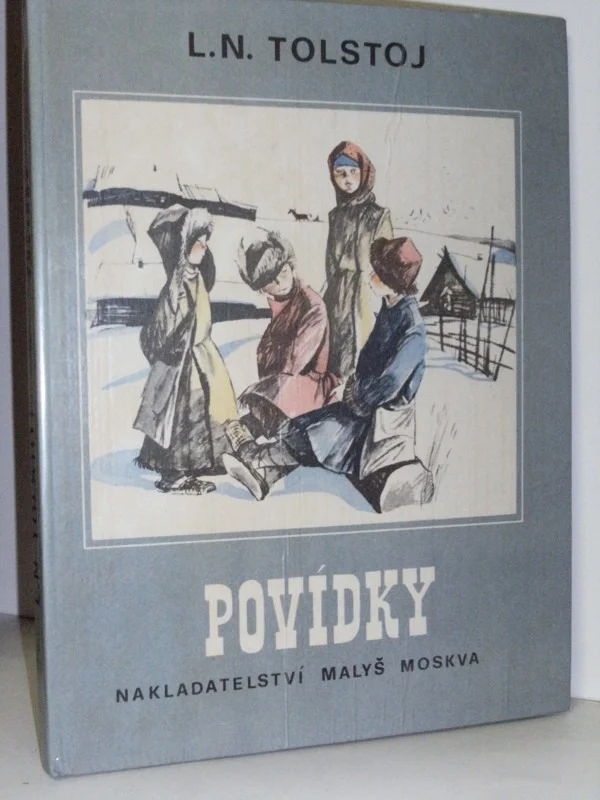 L.N. TOLSTOJ
POVÍDKY
NAKLADATELSTVÍ MALYŠ MOSKVA